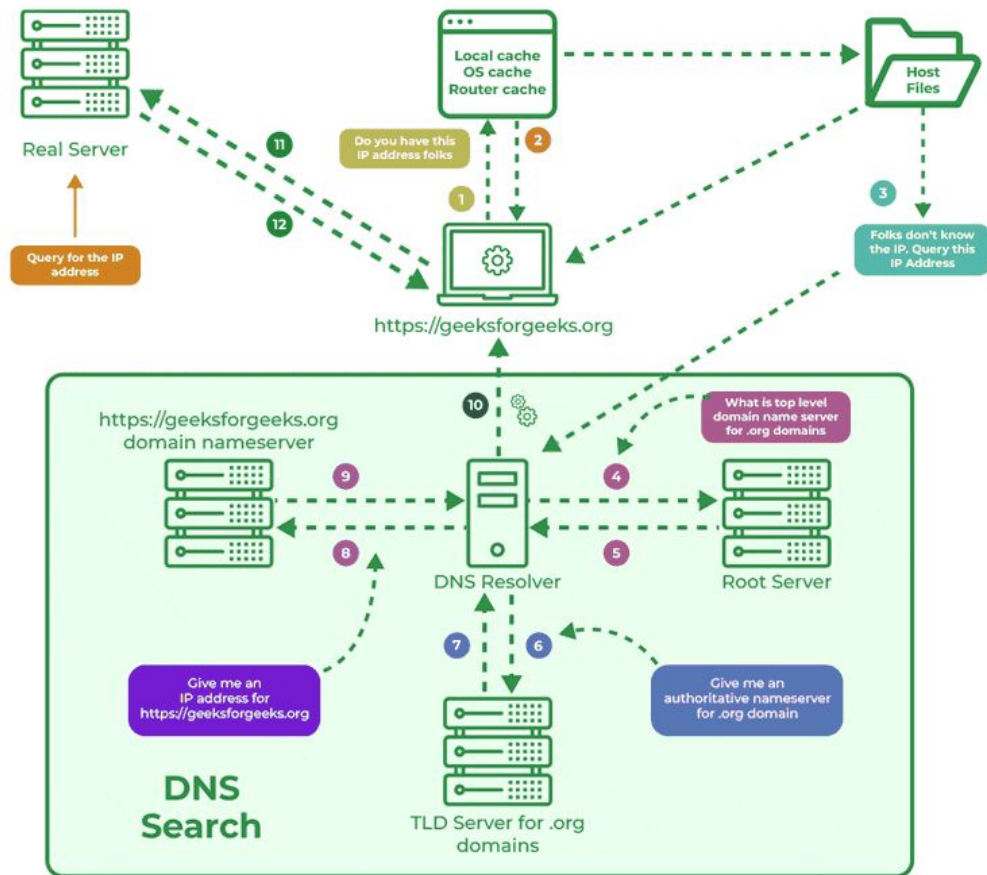 Local cache
OS cache
Router cache
Host
Files
Real Server
Do you have this
IP address folks
2
11
1
3
12
Query for the IP
address
Folks don't know
the IP. Query this
IP Address
https://geeksforgeeks.org
10
What is top level
domain name server
for .org domains
https://geeksforgeeks.org
domain nameserver
9
4
8
5
DNS Resolver
Root Server
7
6
Give me an
IP address for
https://geeksforgeeks.org
Give me an
authoritative nameserver
for .org domain
DNS
Search
TLD Server for .org
domains